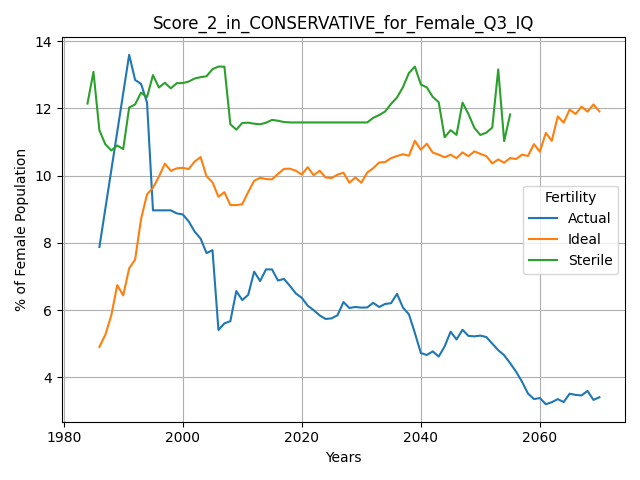 Score_2_in_CONSERVATIVE_for_Female_Q3_IQ
14
12
10
8
6
4
% of Female Population
Fertility
Actual
Ideal
Sterile
1980
2000
2020
2040
2060
Years